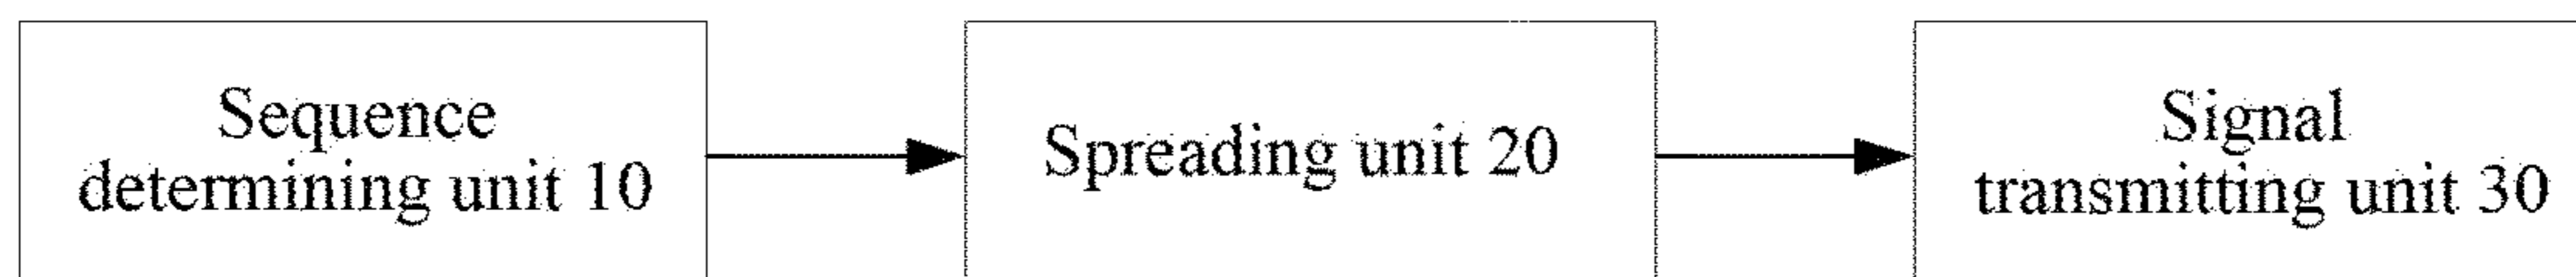 Sequence
determining unit 10
Spreading unit 20
Signal
transmitting unit 30